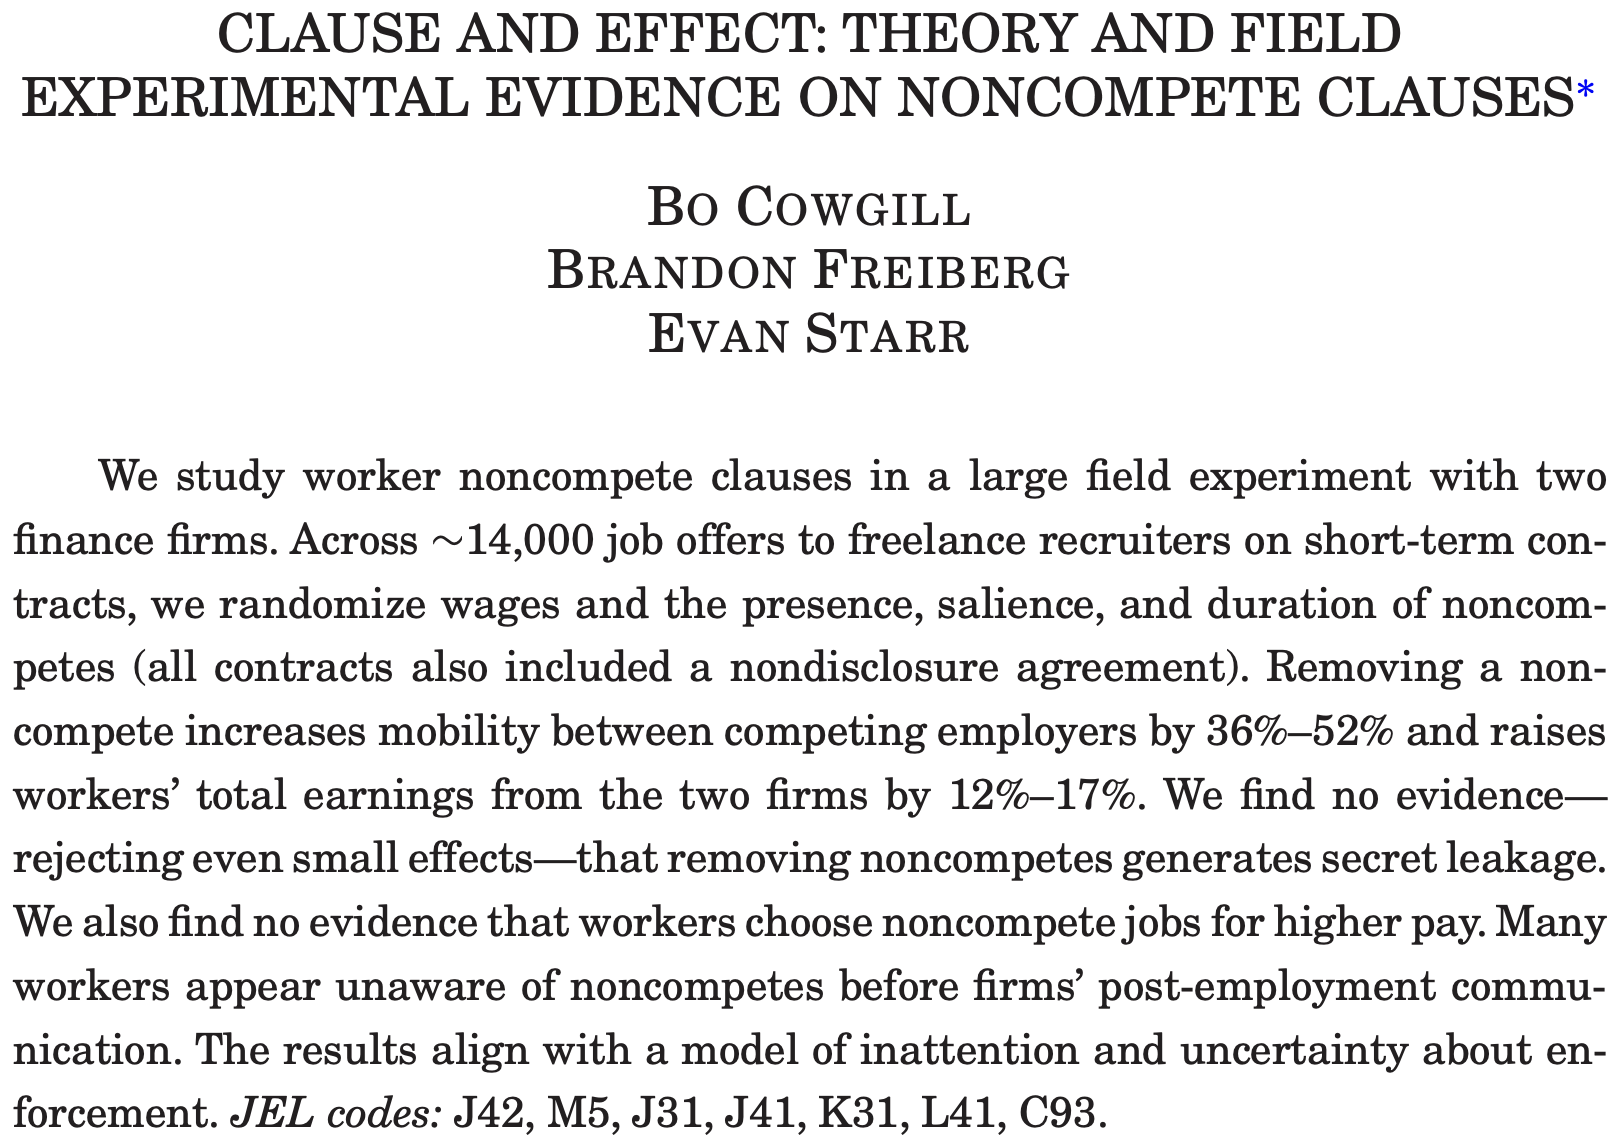 CLAUSE AND EFFECT: THEORY AND FIELD
EXPERIMENTAL EVIDENCE ON NONCOMPETE CLAUSES*
BO COWGILL
BRANDON FREIBERG
EVAN STARR
We study worker noncompete clauses in a large field experiment with two
finance firms. Across ∼14,000 job offers to freelance recruiters on short-term con-
tracts, we randomize wages and the presence, salience, and duration of noncom-
petes (all contracts also included a nondisclosure agreement). Removing a non-
compete increases mobility between competing employers by 36%–52% and raises
workers’ total earnings from the two firms by 12%–17%. We find no evidence—
rejecting even small effects—that removing noncompetes generates secret leakage.
We also find no evidence that workers choose noncompete jobs for higher pay. Many
workers appear unaware of noncompetes before firms’ post-employment commu-
nication. The results align with a model of inattention and uncertainty about en-
forcement. JEL codes: J42, M5, J31, J41, K31, L41, C93.